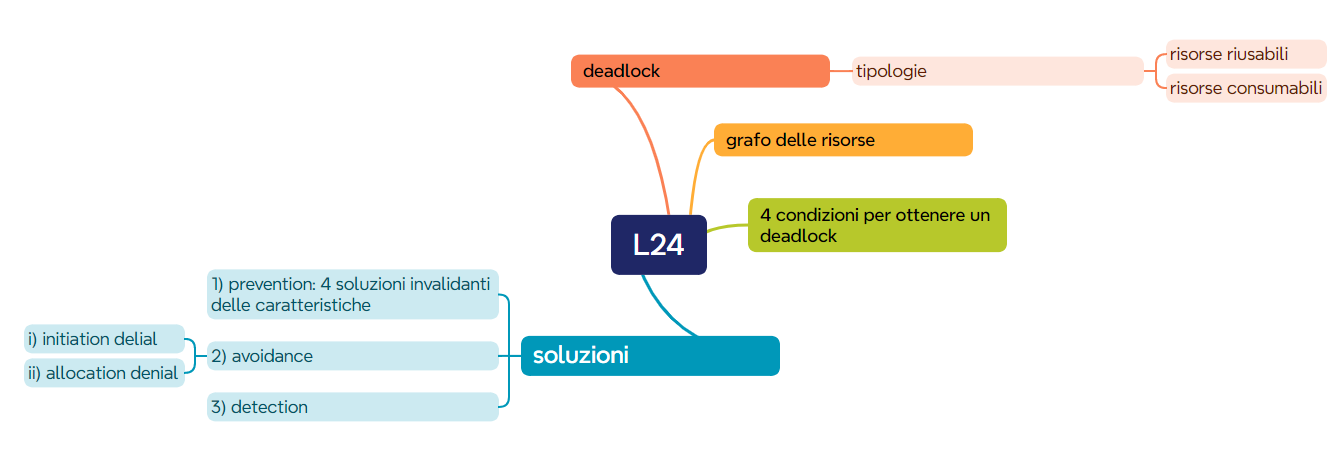 deadlock
tipologie
risorse riusabili
risorse consumabili
grafo delle risorse
4 condizioni per ottenere un
deadlock
L24
soluzioni
1) prevention: 4 soluzioni invalidanti
delle caratteristiche
2) avoidance
i) initiation delial
ii) allocation denial
3) detection